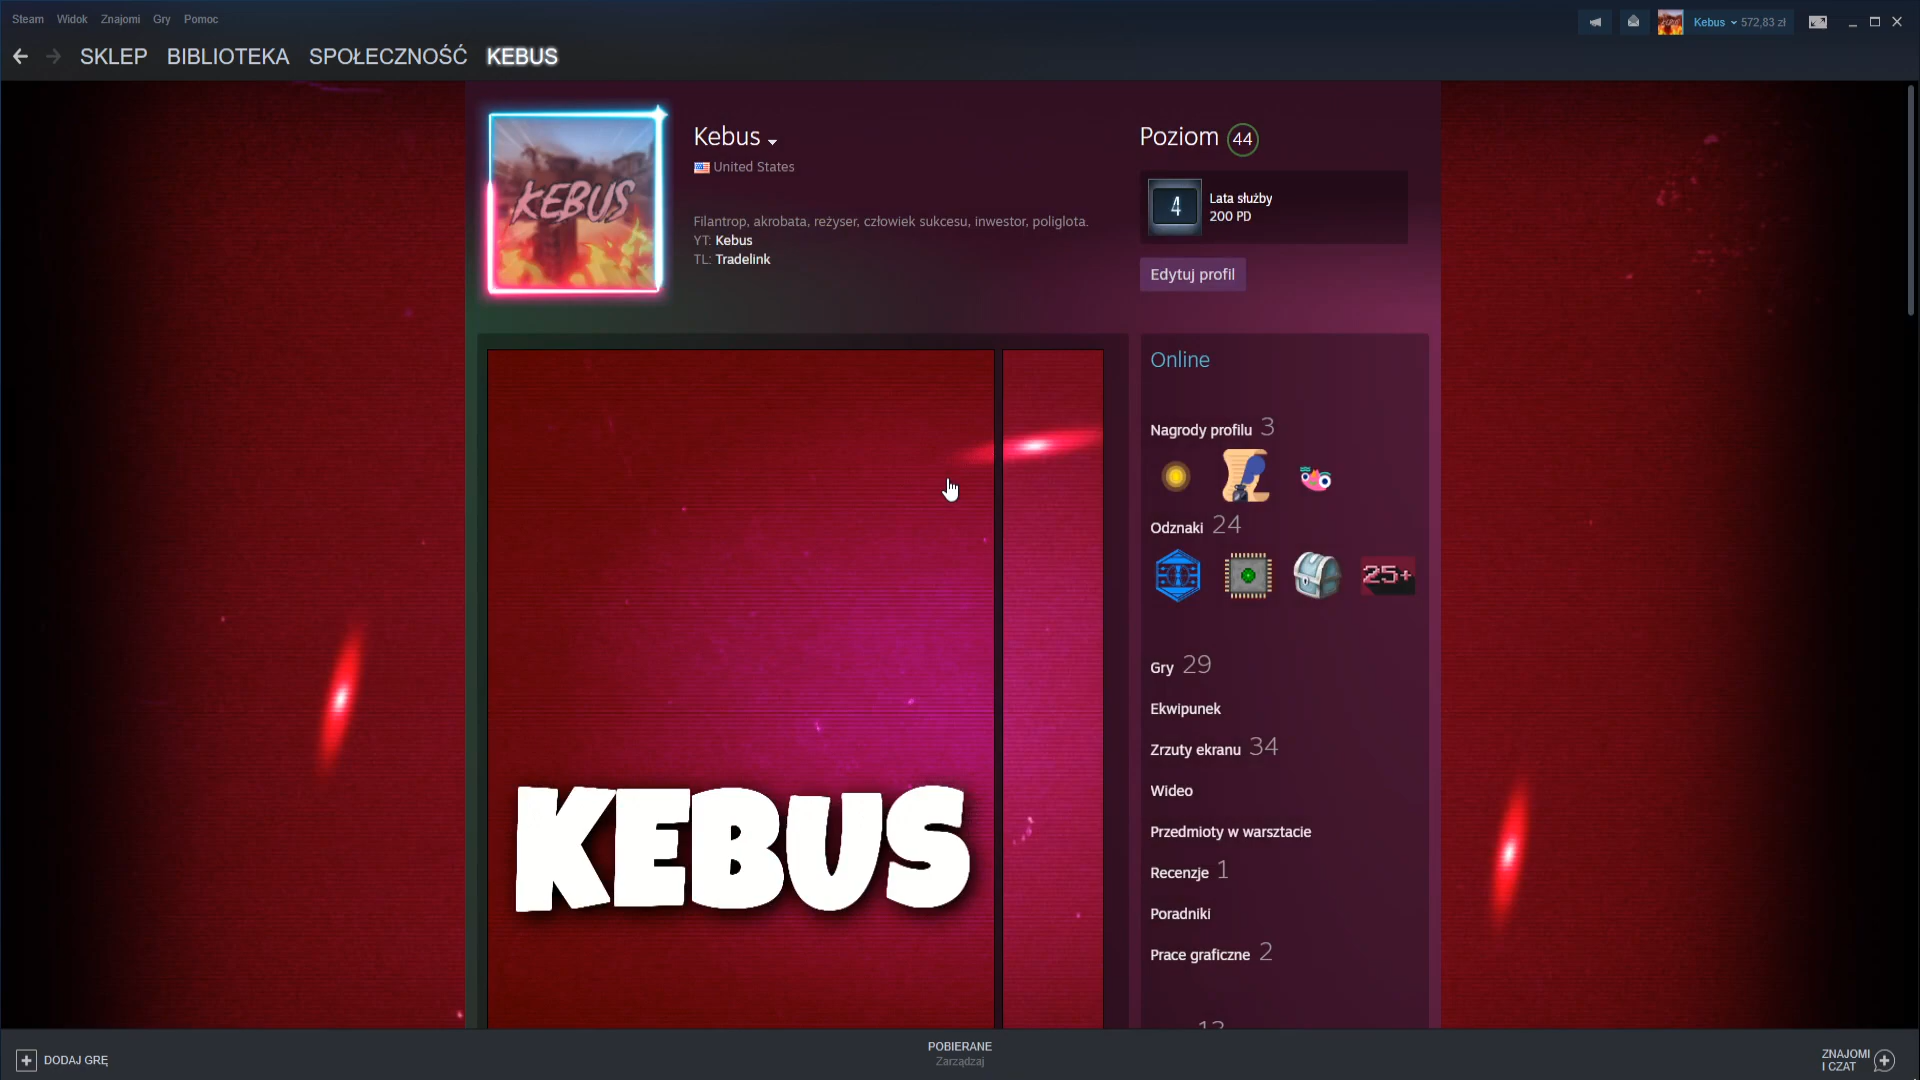 Steam Widok Znajomi Gry Pomoc
Kebus 572,83 zł
SKLEP BIBLIOTEKA SPOŁECZNOŚĆ KEBUS
KEBUS
Kebus
United States
Filantrop, akrobata, reżyser, człowiek sukcesu, inwestor, poliglota.
YT: Kebus
TL: Tradelink
Poziom 44
4
Lata służby
200 PD
Edytuj profil
KEBUS
Online
Nagrody profilu 3
Odznaki 24
25+
Gry 29
Ekwipunek
Zrzuty ekranu 34
Wideo
Przedmioty w warsztacie
Recenzje 1
Poradniki
Prace graficzne 2
DODAJ GRĘ
POBIERANE
Zarządzaj
ZNAJOMI
I CZAT